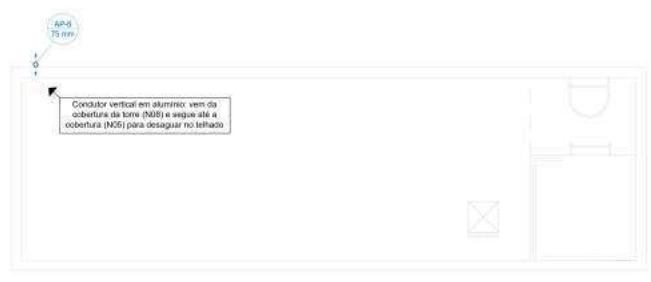 AP-6
75 mm
Condutor vertical em alumínio: vem da
cobertura da torre (N06) e segue até a
cobertura (N05) para desaguar no telhado